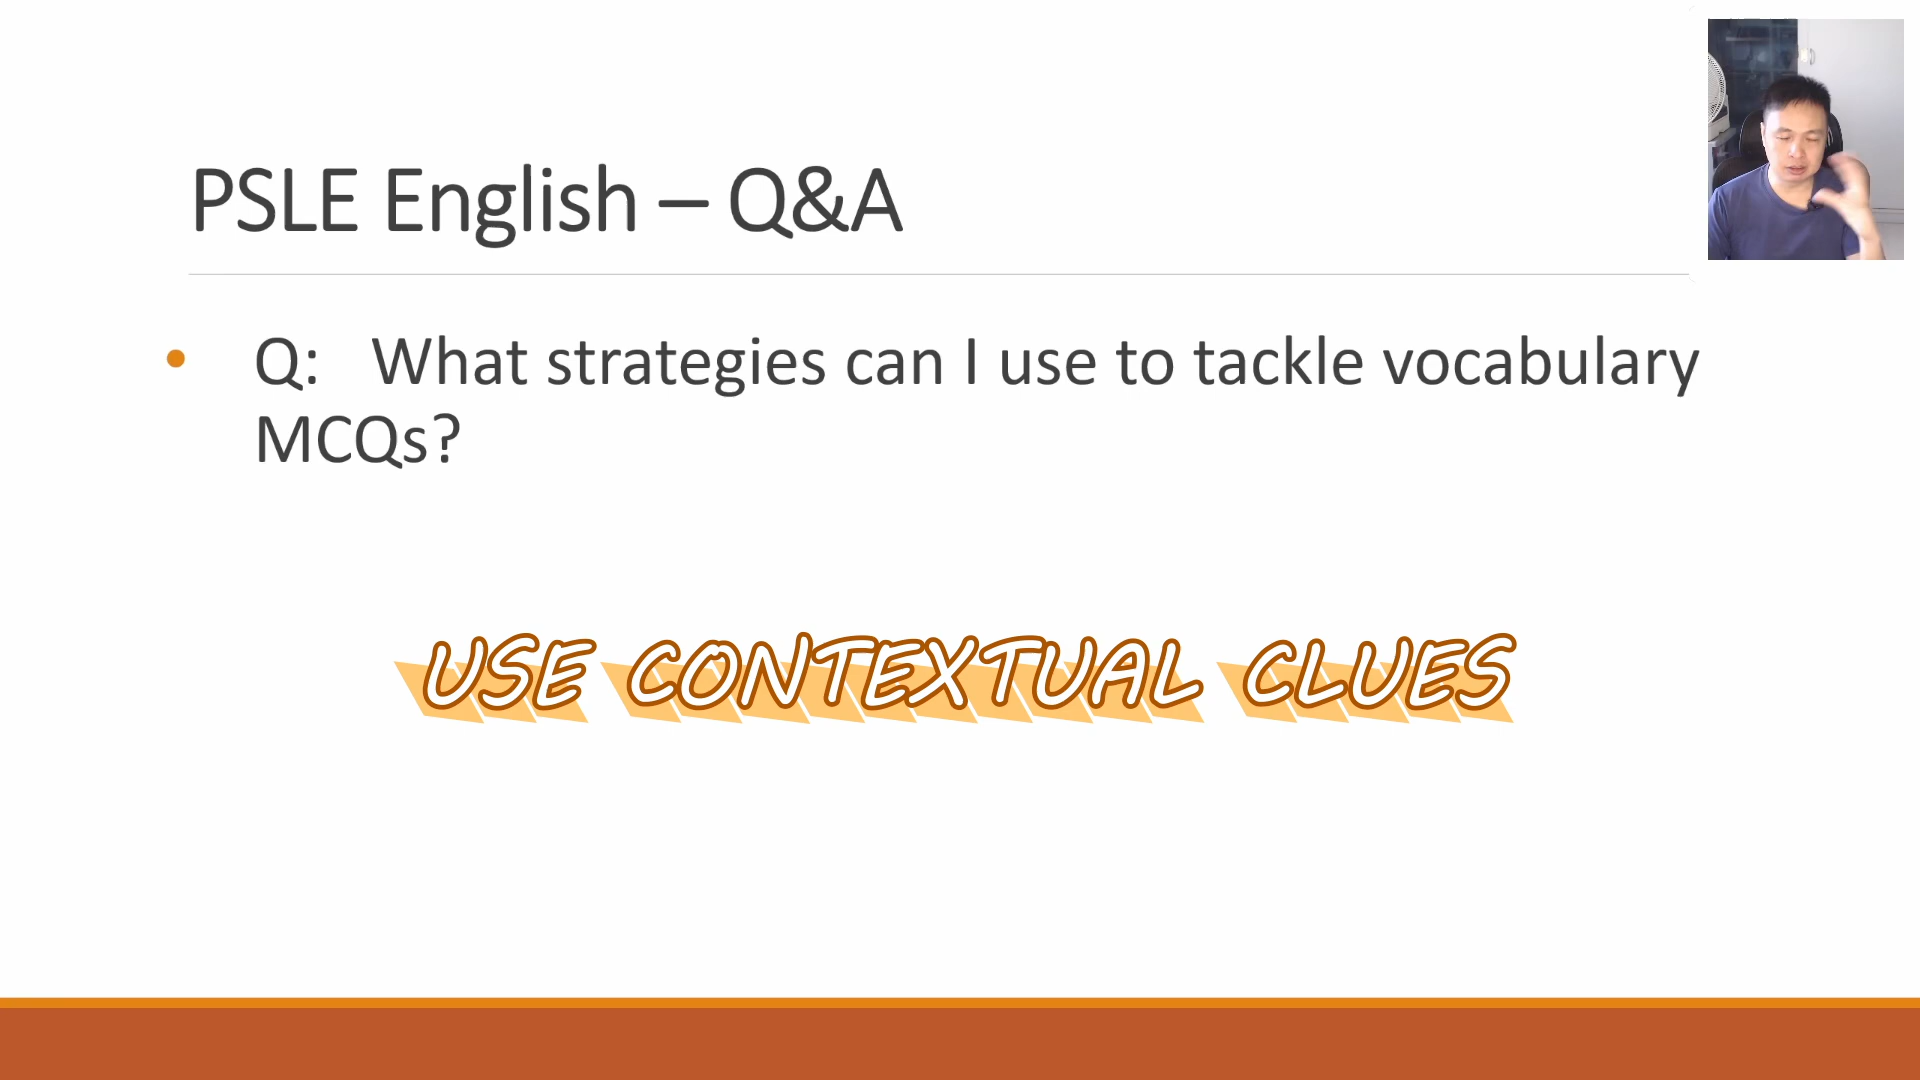 PSLE English – Q&A
• Q: What strategies can I use to tackle vocabulary
MCQs?
USE CONTEXTUAL CLUES